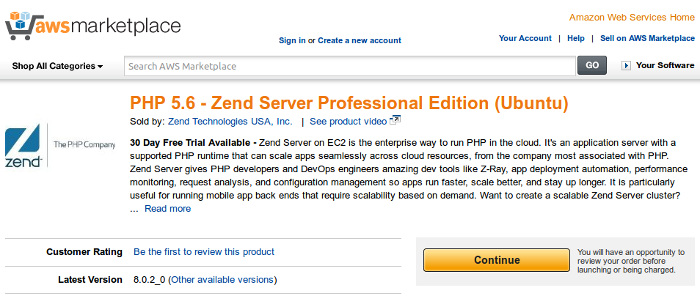 aws marketplace
Amazon Web Services Home
Sign in or Create a new account
Your Account | Help | Sell on AWS Marketplace
Shop All Categories
Search AWS Marketplace
GO
Your Software
PHP 5.6 - Zend Server Professional Edition (Ubuntu)
Sold by: Zend Technologies USA, Inc. | See product video
zend
The PHP Company
30 Day Free Trial Available - Zend Server on EC2 is the enterprise way to run PHP in the cloud. It's an application server with a
supported PHP runtime that can scale apps seamlessly across cloud resources, from the company most associated with PHP.
Zend Server gives PHP developers and DevOps engineers amazing dev tools like Z-Ray, app deployment automation, performance
monitoring, request analysis, and configuration management so apps run faster, scale better, and stay up longer. It is particularly
useful for running mobile app back ends that require scalability based on demand. Want to create a scalable Zend Server cluster?
... Read more
Customer Rating
Be the first to review this product
Latest Version
8.0.2_0 (Other available versions)
Continue
You will have an opportunity to
review your order before
launching or being charged.